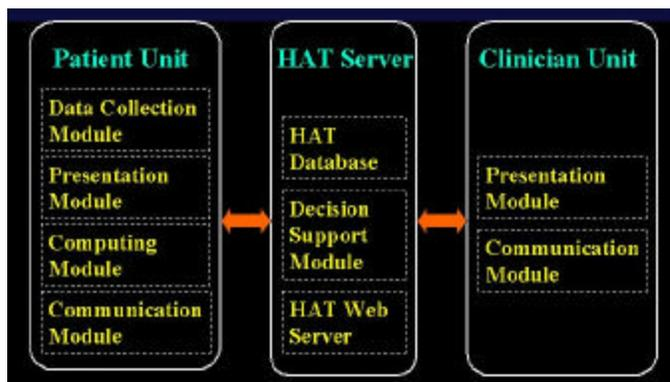 Patient Unit
Data Collection
Module
Presentation
Module
Computing
Module
Communication
Module
HAT Server
HAT
Database
Decision
Support
Module
HAT Web
Server
Clinician Unit
Presentation
Module
Communication
Module